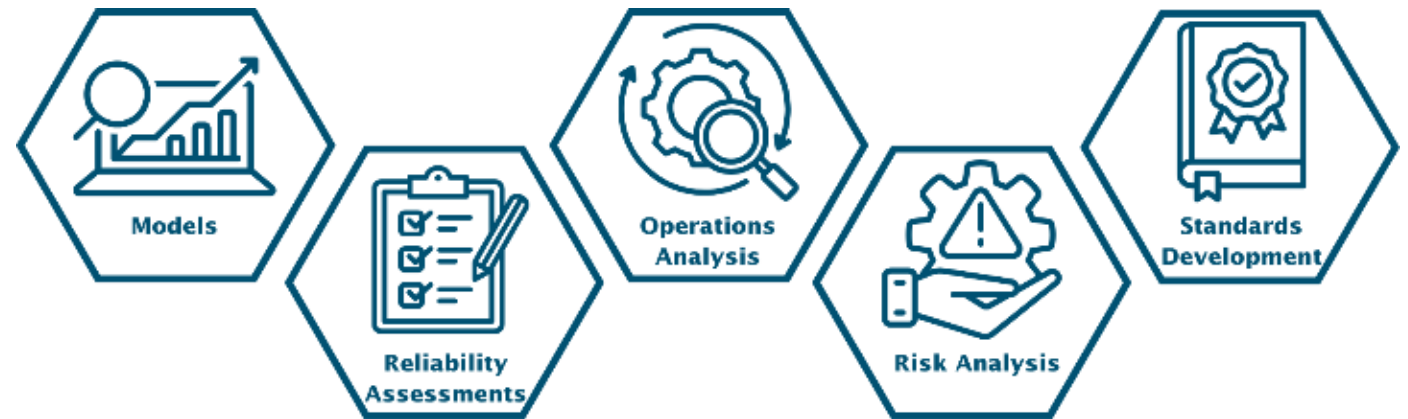 Models
Reliability
Assessments
Operations
Analysis
Risk Analysis
Standards
Development